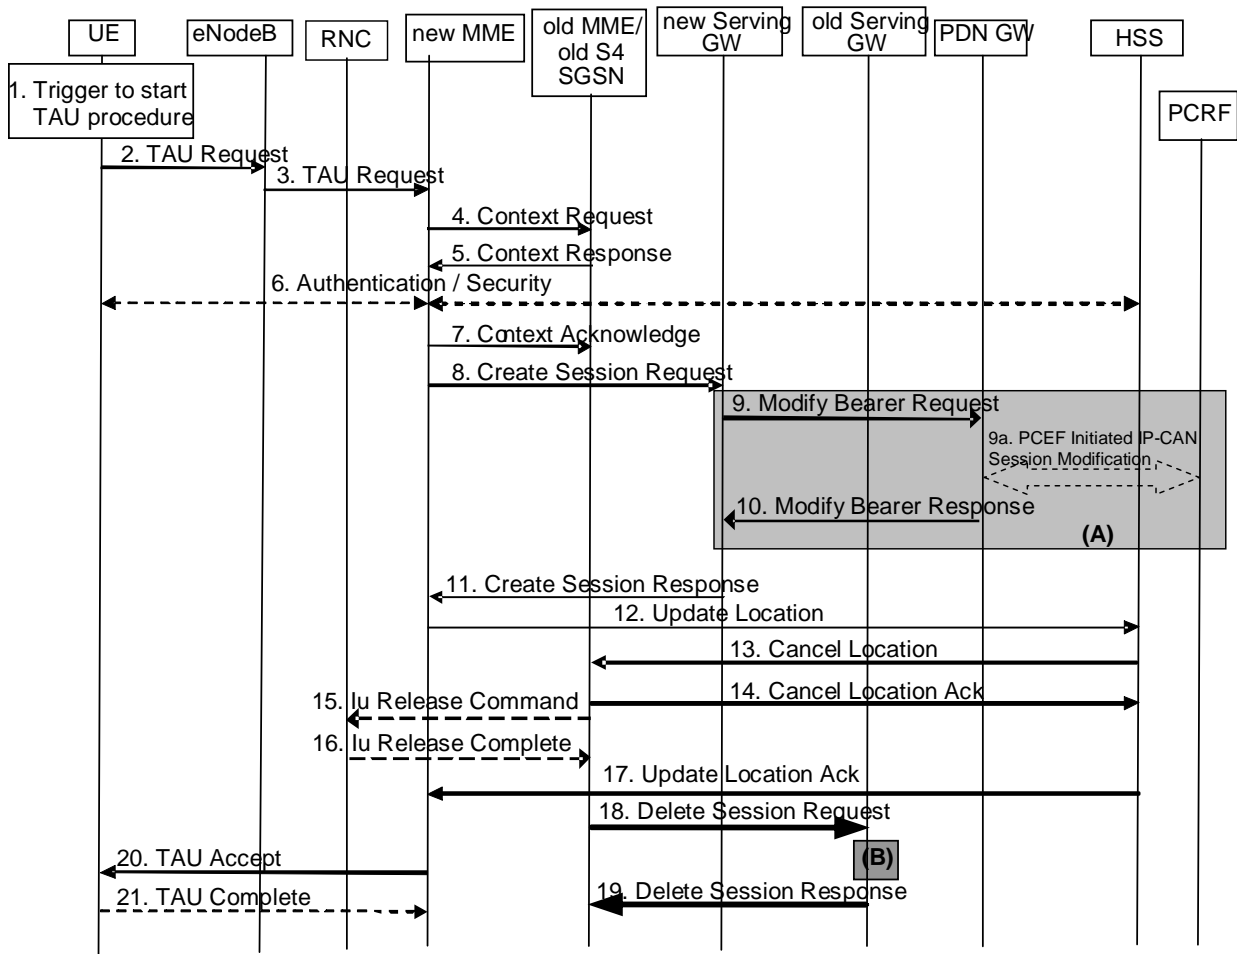 UE
eNodeB
RNC
new MME
old MME/
old S4
SGSN
new Serving
GW
old Serving
GW
PDN GW
HSS
PCRF
1. Trigger to start
TAU procedure
2. TAU Request
3. TAU Request
4. Context Request
5. Context Response
6. Authentication / Security
7. Context Acknowledge
8. Create Session Request
9. Modify Bearer Request
9a. PCEF Initiated IP-CAN
Session Modification
10. Modify Bearer Response
(A)
11. Create Session Response
12. Update Location
13. Cancel Location
14. Cancel Location Ack
15. Iu Release Command
16. Iu Release Complete
17. Update Location Ack
18. Delete Session Request
(B)
20. TAU Accept
19. Delete Session Response
21. TAU Complete